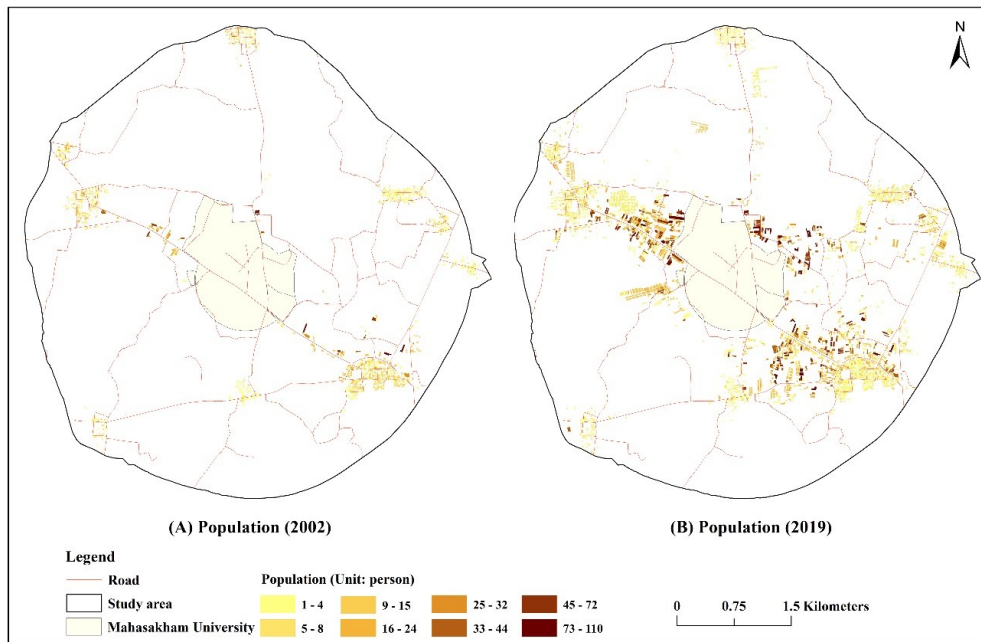 N
(A) Population (2002)
(B) Population (2019)
Legend
Road
Study area
Mahasakham University
Population (Unit: person)
1 - 4
9 - 15
25 - 32
45 - 72
5 - 8
16 - 24
33 - 44
73 - 110
0 0.75 1.5 Kilometers